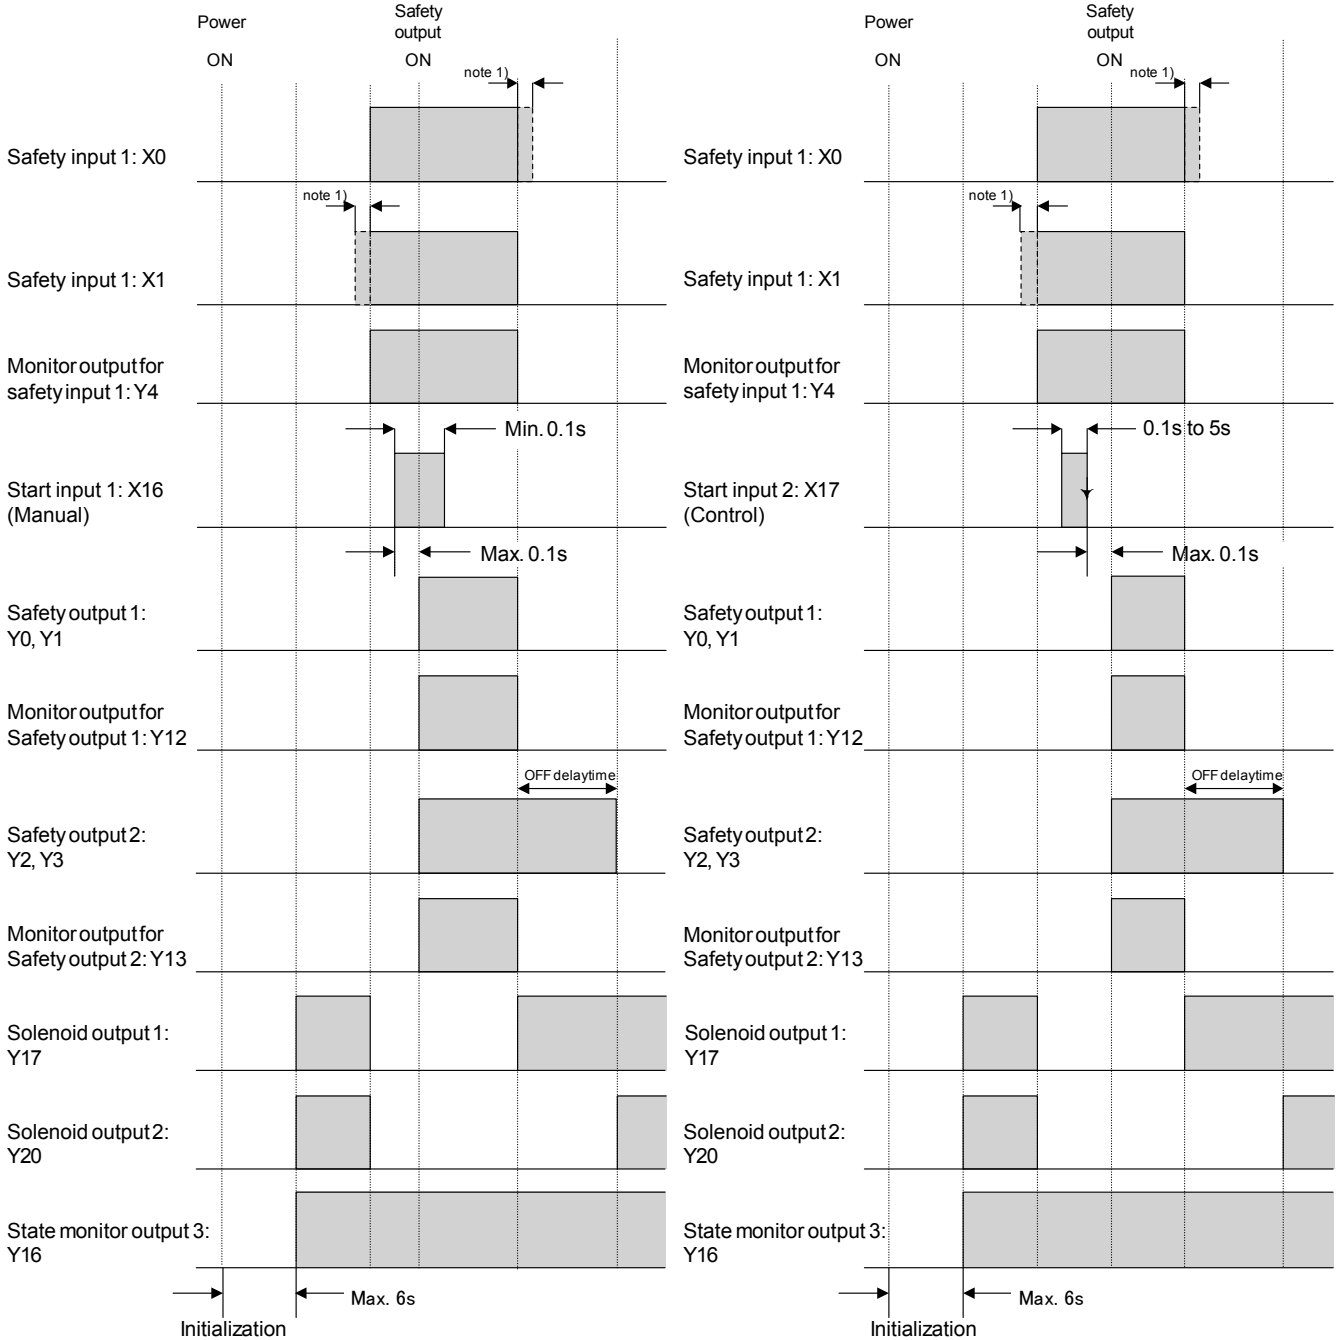 Power
Safety
output
ON
ON
note 1)
Safety input 1: X0
note 1)
Safety input 1: X1
Monitor output for
safety input 1: Y4
Min. 0.1s
Start input 1: X16
(Manual)
Max. 0.1s
Safety output 1:
Y0, Y1
Monitor output for
Safety output 1: Y12
OFF delaytime
Safety output 2:
Y2, Y3
Monitor output for
Safety output 2: Y13
Solenoid output 1:
Y17
Solenoid output 2:
Y20
State monitor output 3:
Y16
Max. 6s
Initialization
Power
Safety
output
ON
ON
note 1)
Safety input 1: X0
note 1)
Safety input 1: X1
Monitor output for
safety input 1: Y4
0.1s to 5s
Start input 2: X17
(Control)
Max. 0.1s
Safety output 1:
Y0, Y1
Monitor output for
Safety output 1: Y12
OFF delaytime
Safety output 2:
Y2, Y3
Monitor output for
Safety output 2: Y13
Solenoid output 1:
Y17
Solenoid output 2:
Y20
State monitor output 3:
Y16
Max. 6s
Initialization